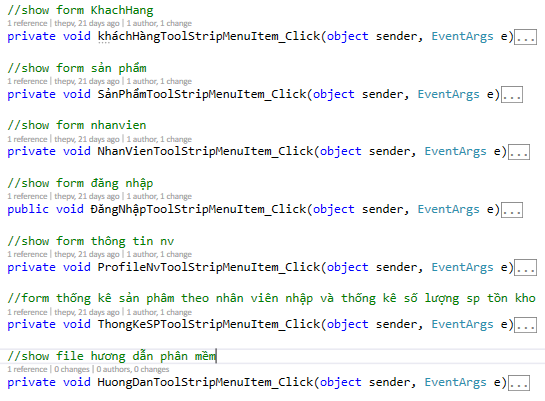 //show form KhachHang
1 reference | thepv, 21 days ago | 1 author, 1 change
private void kháchHàngToolStripMenuItem_Click(object sender, EventArgs e)...
//show form sản phẩm
1 reference | thepv, 21 days ago | 1 author, 1 change
private void SảnPhẩmToolStripMenuItem_Click(object sender, EventArgs e)...
//show form nhanvien
1 reference | thepv, 21 days ago | 1 author, 1 change
private void NhanVienToolStripMenuItem_Click(object sender, EventArgs e)...
//show form đăng nhập
1 reference | thepv, 21 days ago | 1 author, 1 change
public void ĐăngNhậpToolStripMenuItem_Click(object sender, EventArgs e)...
//show form thông tin nv
1 reference | thepv, 21 days ago | 1 author, 1 change
private void ProfileNvToolStripMenuItem_Click(object sender, EventArgs e)...
//form thống kê sản phâm theo nhân viên nhập và thống kê số lượng sp tồn kho
1 reference | thepv, 21 days ago | 1 author, 1 change
private void ThongKeSPToolStripMenuItem_Click(object sender, EventArgs e)...
//show file hương dẫn phân mềm
1 reference | 0 changes | 0 authors, 0 changes
private void HuongDanToolStripMenuItem_Click(object sender, EventArgs e)...